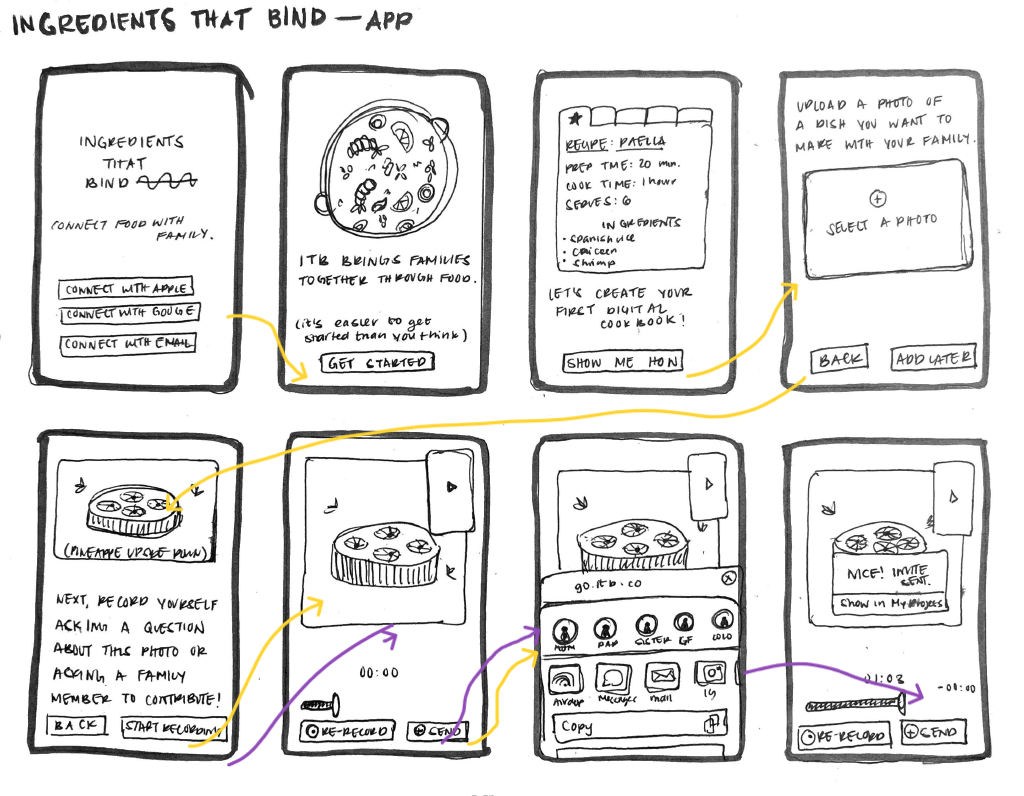 INGREDIENTS THAT BIND — APP
INGREDIENTS
THAT
BIND
CONNECT FOOD WITH
FAMILY.
CONNECT WITH APPLE
CONNECT WITH GOOGE
CONNECT WITH EMAIL
ITB BRINGS FAMILIES
TOGETHER THROUGH FOOD.
(it's easier to get
started than you think)
GET STARTED
RECIPE: PAELLA
PREP TIME: 20 min.
COOK TIME: 1 hour
SERVES: 6
INGREDIENTS
• Spanish rice
• Chicken
• Shrimp
LET'S CREATE YOUR
FIRST DIGITAL
COOKBOOK!
SHOW ME HOW
UPLOAD A PHOTO OF
A DISH YOU WANT TO
MAKE WITH YOUR FAMILY.
SELECT A PHOTO
BACK
ADD LATER
(PINEAPPLE UPSIDE DOWN)
NEXT, RECORD YOURSELF
ASKING A QUESTION
ABOUT THIS PHOTO OR
ASKING A FAMILY
MEMBER TO CONTRIBUTE!
BACK
START RECORDING
00:00
RE-RECORD
SEND
go.itb.co
MOM
DAD
SISTER
GF
LOLO
Airdrop
Messages
mail
IG
Copy
NICE! INVITE
SENT.
Show in My Projects
01:03
-00:00
RE-RECORD
SEND